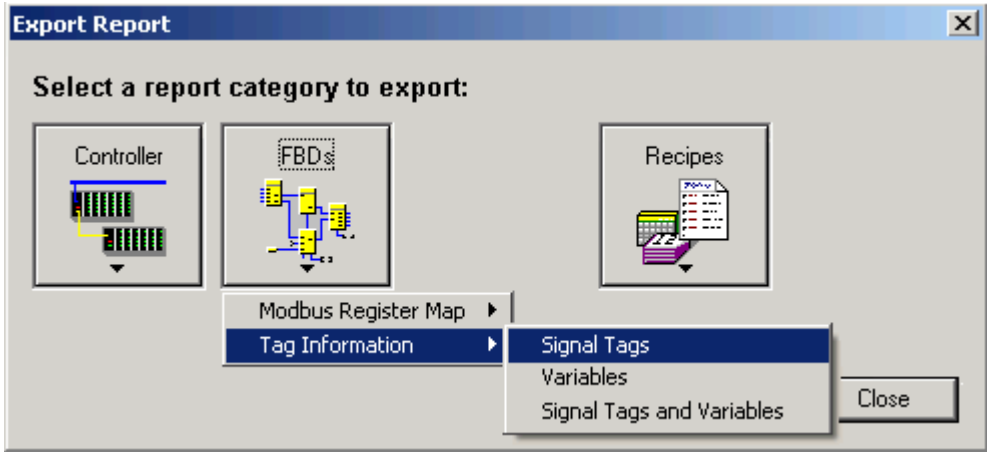 Export Report
Select a report category to export:
Controller
FBDs
Recipes
Modbus Register Map
Tag Information
Signal Tags
Variables
Signal Tags and Variables
Close